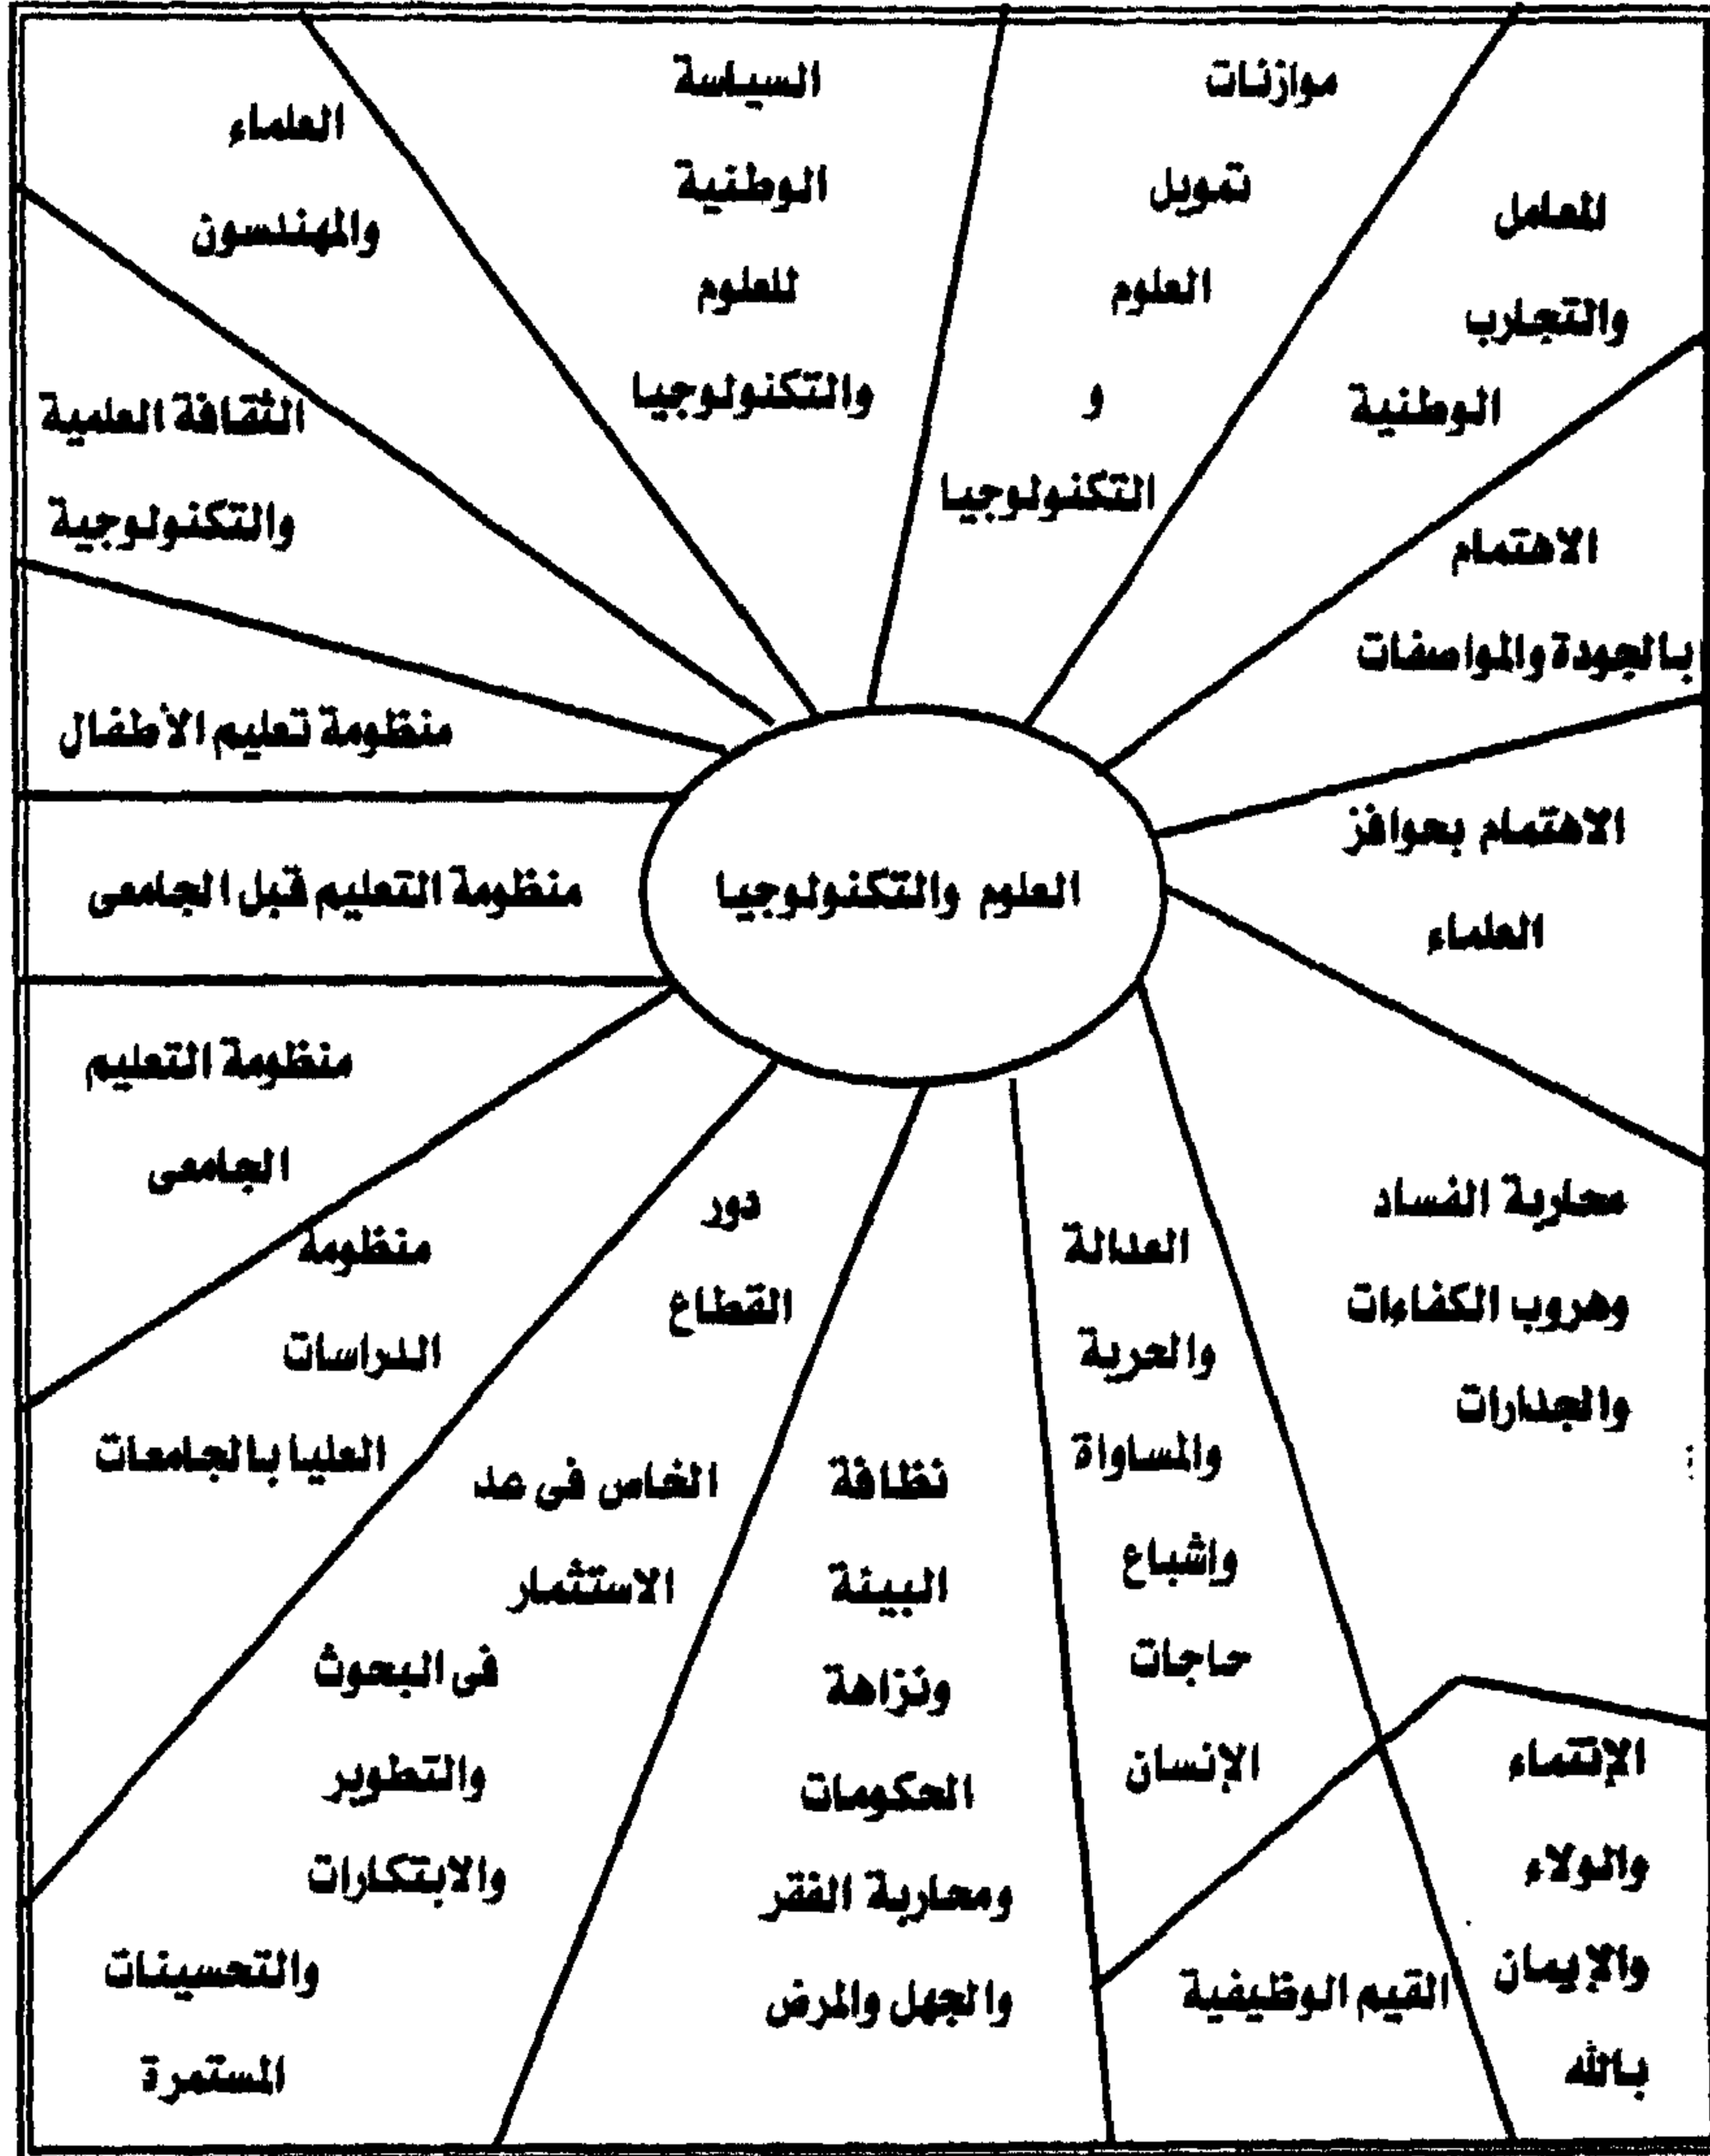 موازنات
تمويل
العلوم
و
التكنولوجيا
السياسة
الوطنية
للعلوم
والتكنولوجيا
العلماء
والمهندسون
الثقافة العلمية
والتكنولوجية
منظومة تعليم الأطفال
منظومة التعليم قبل الجامعى
منظومة التعليم
الجامعى
منظومة
الدراسات
العليا بالجامعات
دور
القطاع
الخاص فى مد
الاستثمار
فى البحوث
والتطوير
والابتكارات
والتحسينات
المستمرة
نظافة
البيئة
ونزاهة
الحكومات
ومحاربة الفقر
والجهل والمرض
العدالة
والحرية
والمساواة
واشباع
حاجات
الإنسان
القيم الوظيفية
الإنتماء
والولاء
والإيمان
بالله
محاربة الفساد
وهروب الكفاءات
والجدارات
الاهتمام بحوافز
العلماء
الاهتمام
بالجودة والمواصفات
المعامل
والتجارب
الوطنية
العلوم والتكنولوجيا